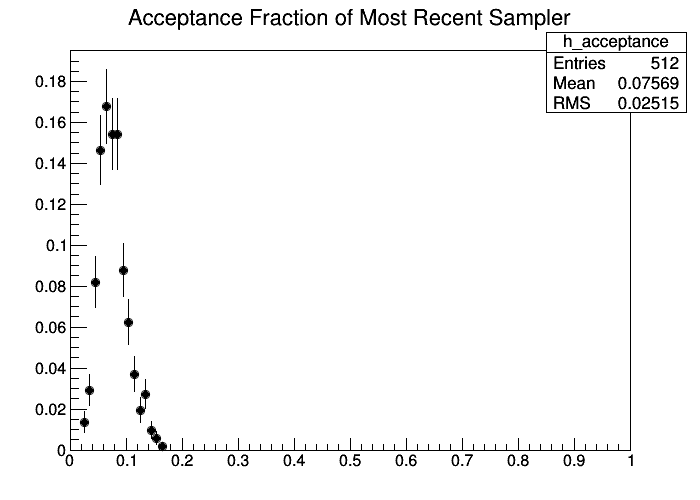 Acceptance Fraction of Most Recent Sampler
h_acceptance
Entries 512
Mean 0.07569
RMS 0.02515
0.18
0.16
0.14
0.12
0.1
0.08
0.06
0.04
0.02
0
0 0.1 0.2 0.3 0.4 0.5 0.6 0.7 0.8 0.9 1